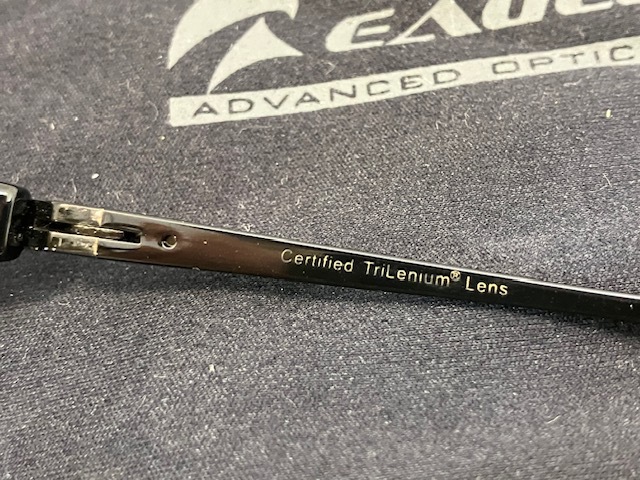 ADVANCED OPTIC
Certified TriLenium® Lens